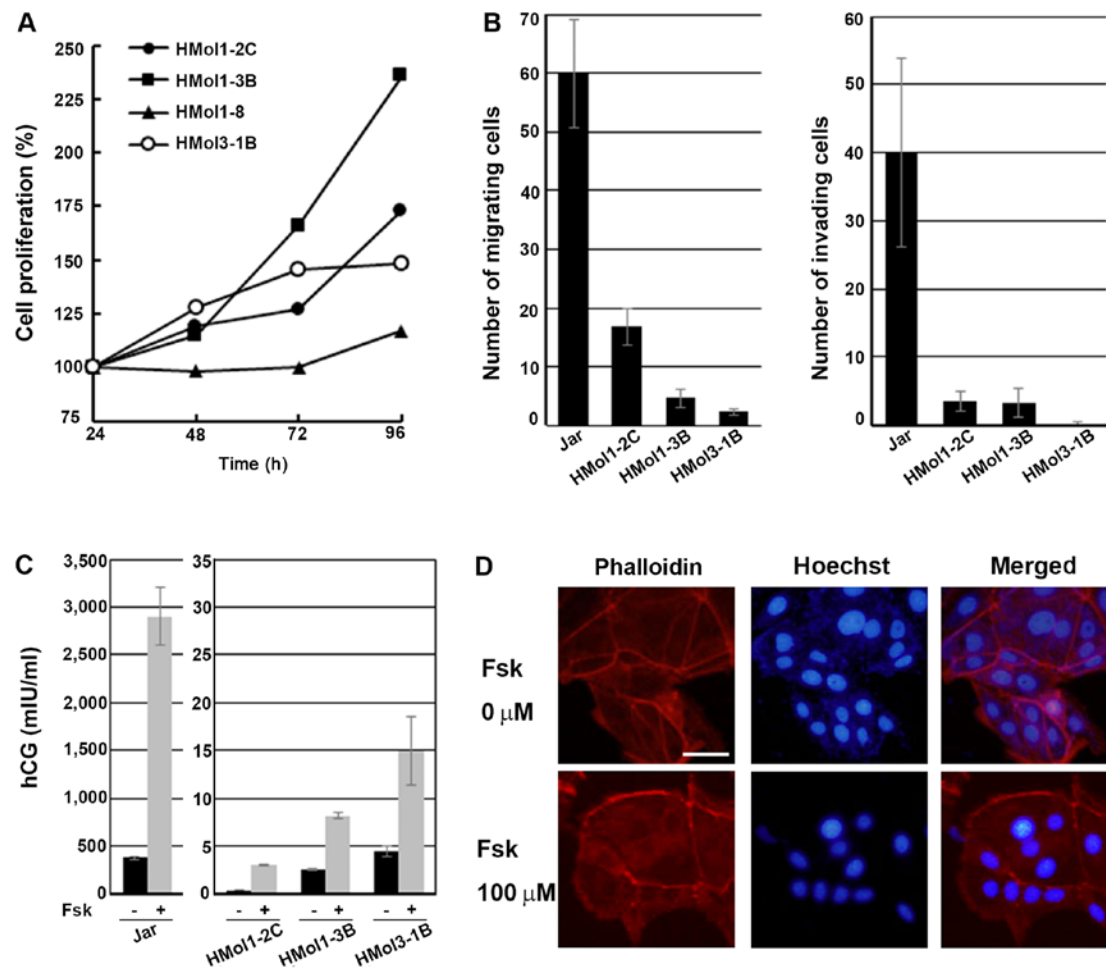 A
HMol1-2C
HMol1-3B
HMol1-8
HMol3-1B
Cell proliferation (%)
250
225
200
175
150
125
100
75
24 48 72 96
Time (h)
B
Number of migrating cells
70
60
50
40
30
20
10
0
Jar HMol1-2C HMol1-3B HMol3-1B
Number of invading cells
60
50
40
30
20
10
0
Jar HMol1-2C HMol1-3B HMol3-1B
C
hCG (mIU/ml)
3,500
3,000
2,500
2,000
1,500
1,000
500
0
35
30
25
20
15
10
5
0
Fsk - + - + - + - +
Jar HMol1-2C HMol1-3B HMol3-1B
D
Phalloidin Hoechst Merged
Fsk
0 μM
Fsk
100 μM